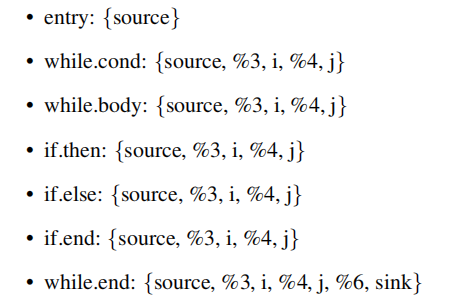 • entry: {source}
• while.cond: {source, %3, i, %4, j}
• while.body: {source, %3, i, %4, j}
• if.then: {source, %3, i, %4, j}
• if.else: {source, %3, i, %4, j}
• if.end: {source, %3, i, %4, j}
• while.end: {source, %3, i, %4, j, %6, sink}